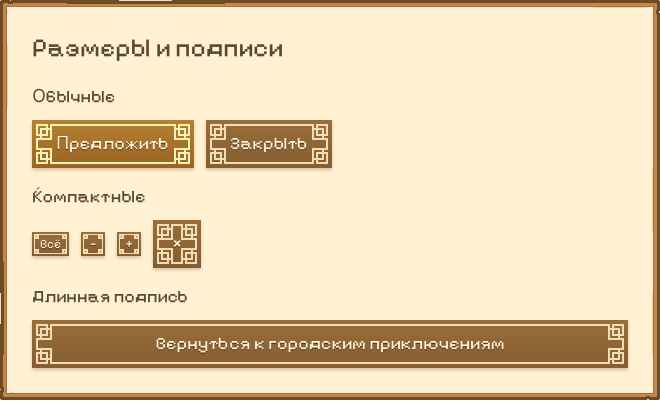 Размеры и подписи
Обычные
Предложить Закрыть
Компактные
Всё - + ×
Длинная подпись
Вернуться к городским приключениям